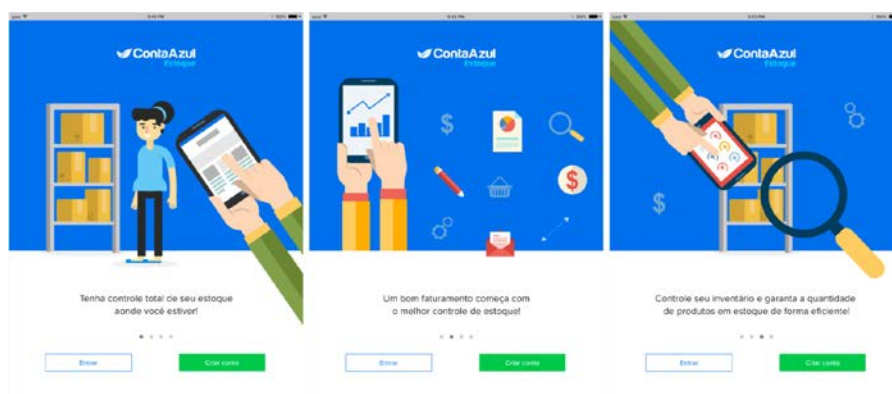 ContaAzul
Estoque
Tenha controle total de seu estoque
aonde você estiver!
Entrar
Criar conta
ContaAzul
Estoque
$
$
Um bom faturamento começa com
o melhor controle de estoque!
Entrar
Criar conta
ContaAzul
Estoque
$
Controle seu inventário e garanta a quantidade
de produtos em estoque de forma eficiente!
Entrar
Criar conta